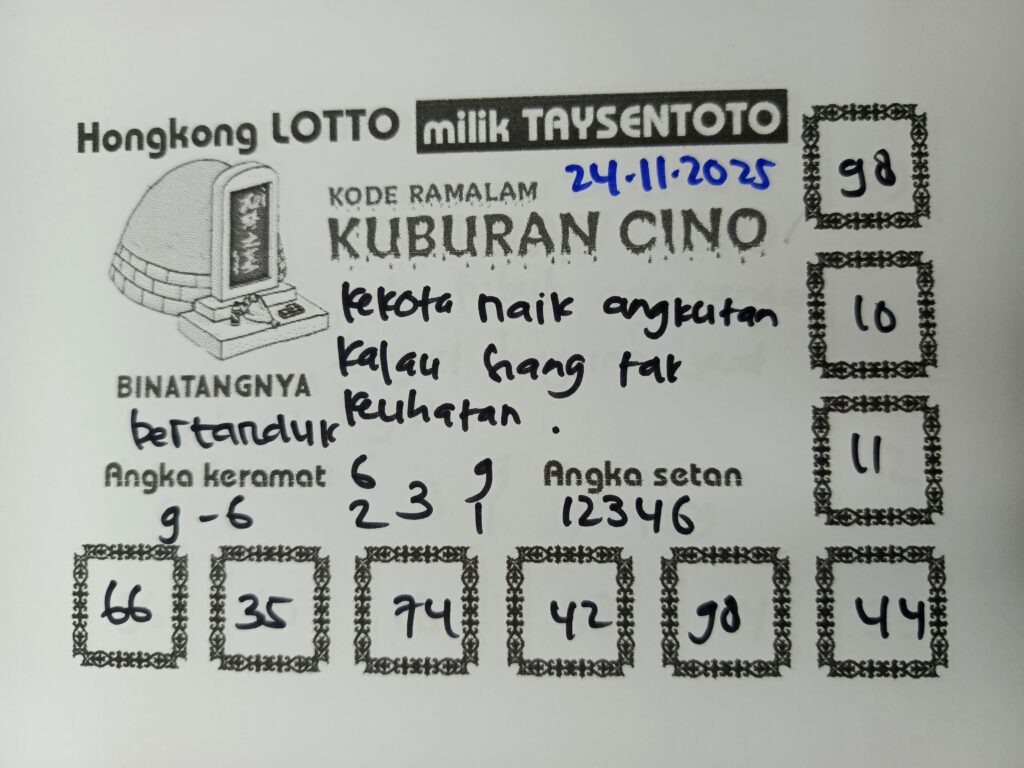 Hongkong LOTTO milik TAYSENTOTO
24.11.2025
KODE RAMALAM
KUBURAN CINO
kekota naik angkutan
kalau siang tak
keuhatan.
BINATANGNYA
bertanduk
Angka keramat
9-6
6 9
3
2 1
Angka setan
12346
98
10
11
66 35 74 42 98 44